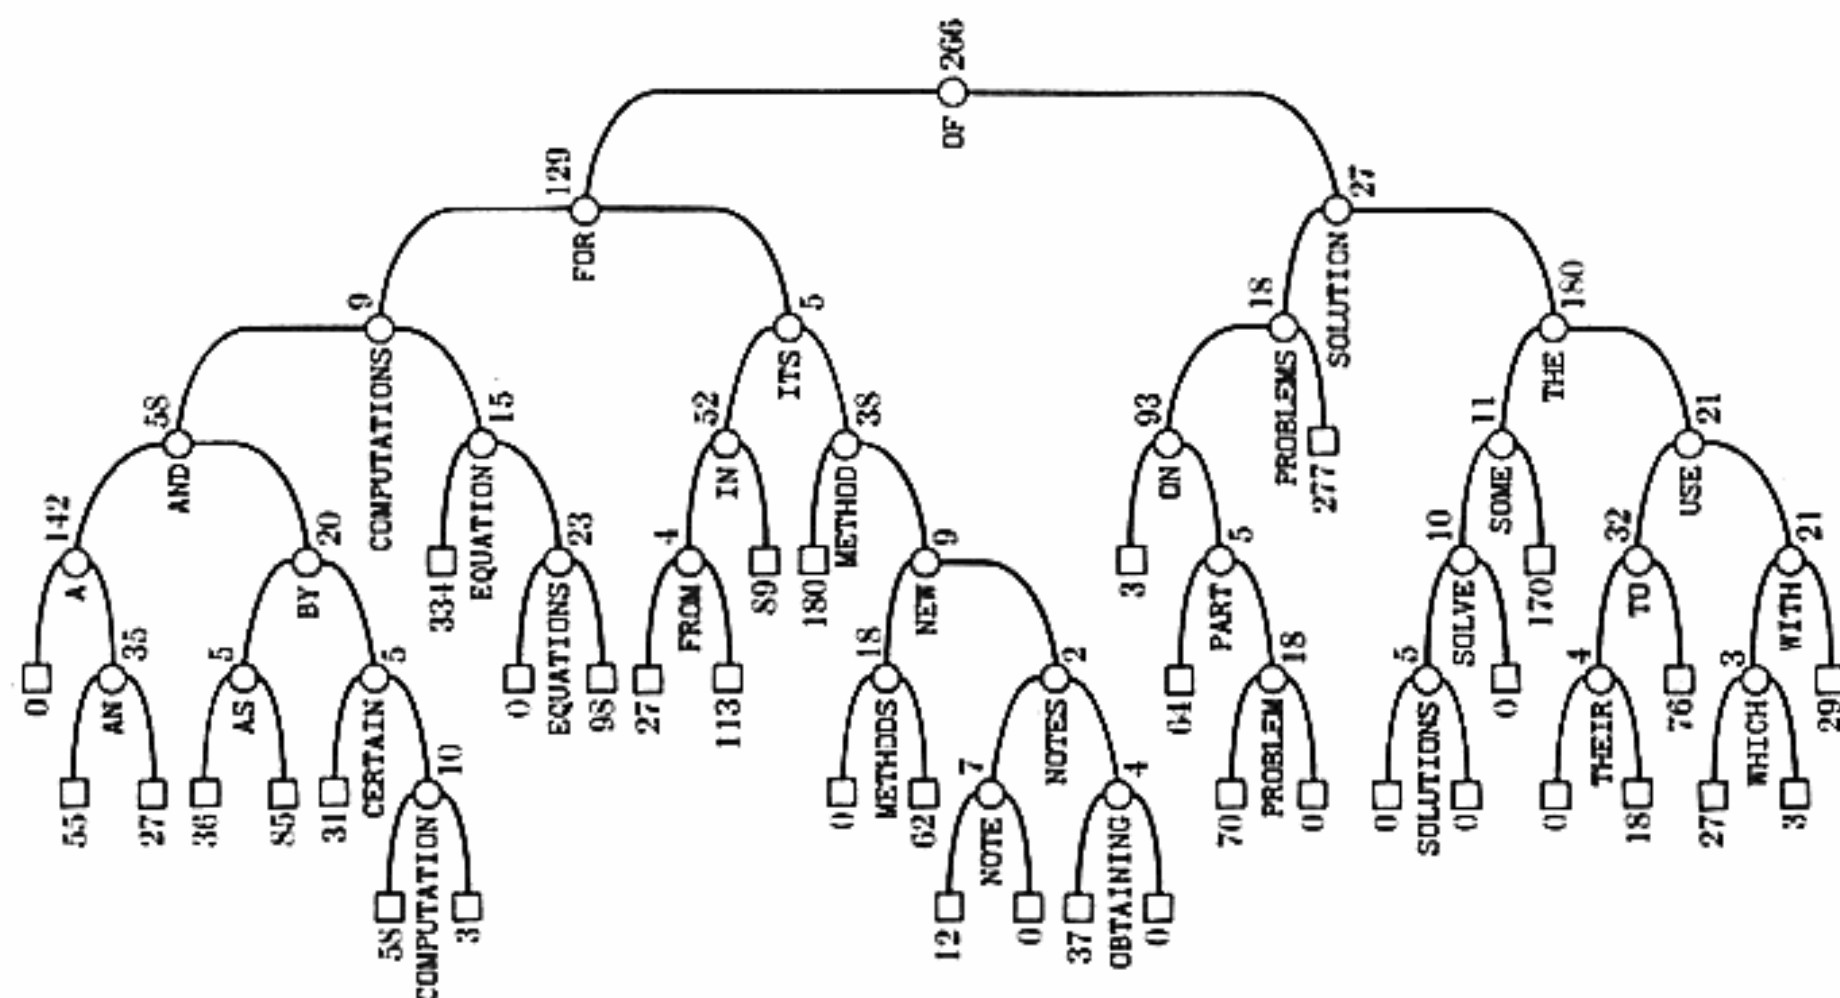 266
OF
129
FOR
27
SOLUTION
9
COMPUTATIONS
5
ITS
18
PROBLEMS
180
THE
58
AND
15
EQUATION
52
IN
38
METHOD
93
ON
277
11
SOME
21
USE
142
A
20
BY
334
23
EQUATIONS
4
FROM
89
180
9
NEW
3
5
PART
10
SOLVE
170
32
TO
21
WITH
0
35
AN
5
AS
5
CERTAIN
0
98
27
113
18
METHODS
2
NOTES
64
18
PROBLEM
5
SOLUTIONS
0
4
THEIR
76
3
WHICH
29
55
27
36
85
31
10
COMPUTATION
0
62
7
NOTE
4
OBTAINING
70
0
0
0
0
18
27
3
58
3
12
0
37
0